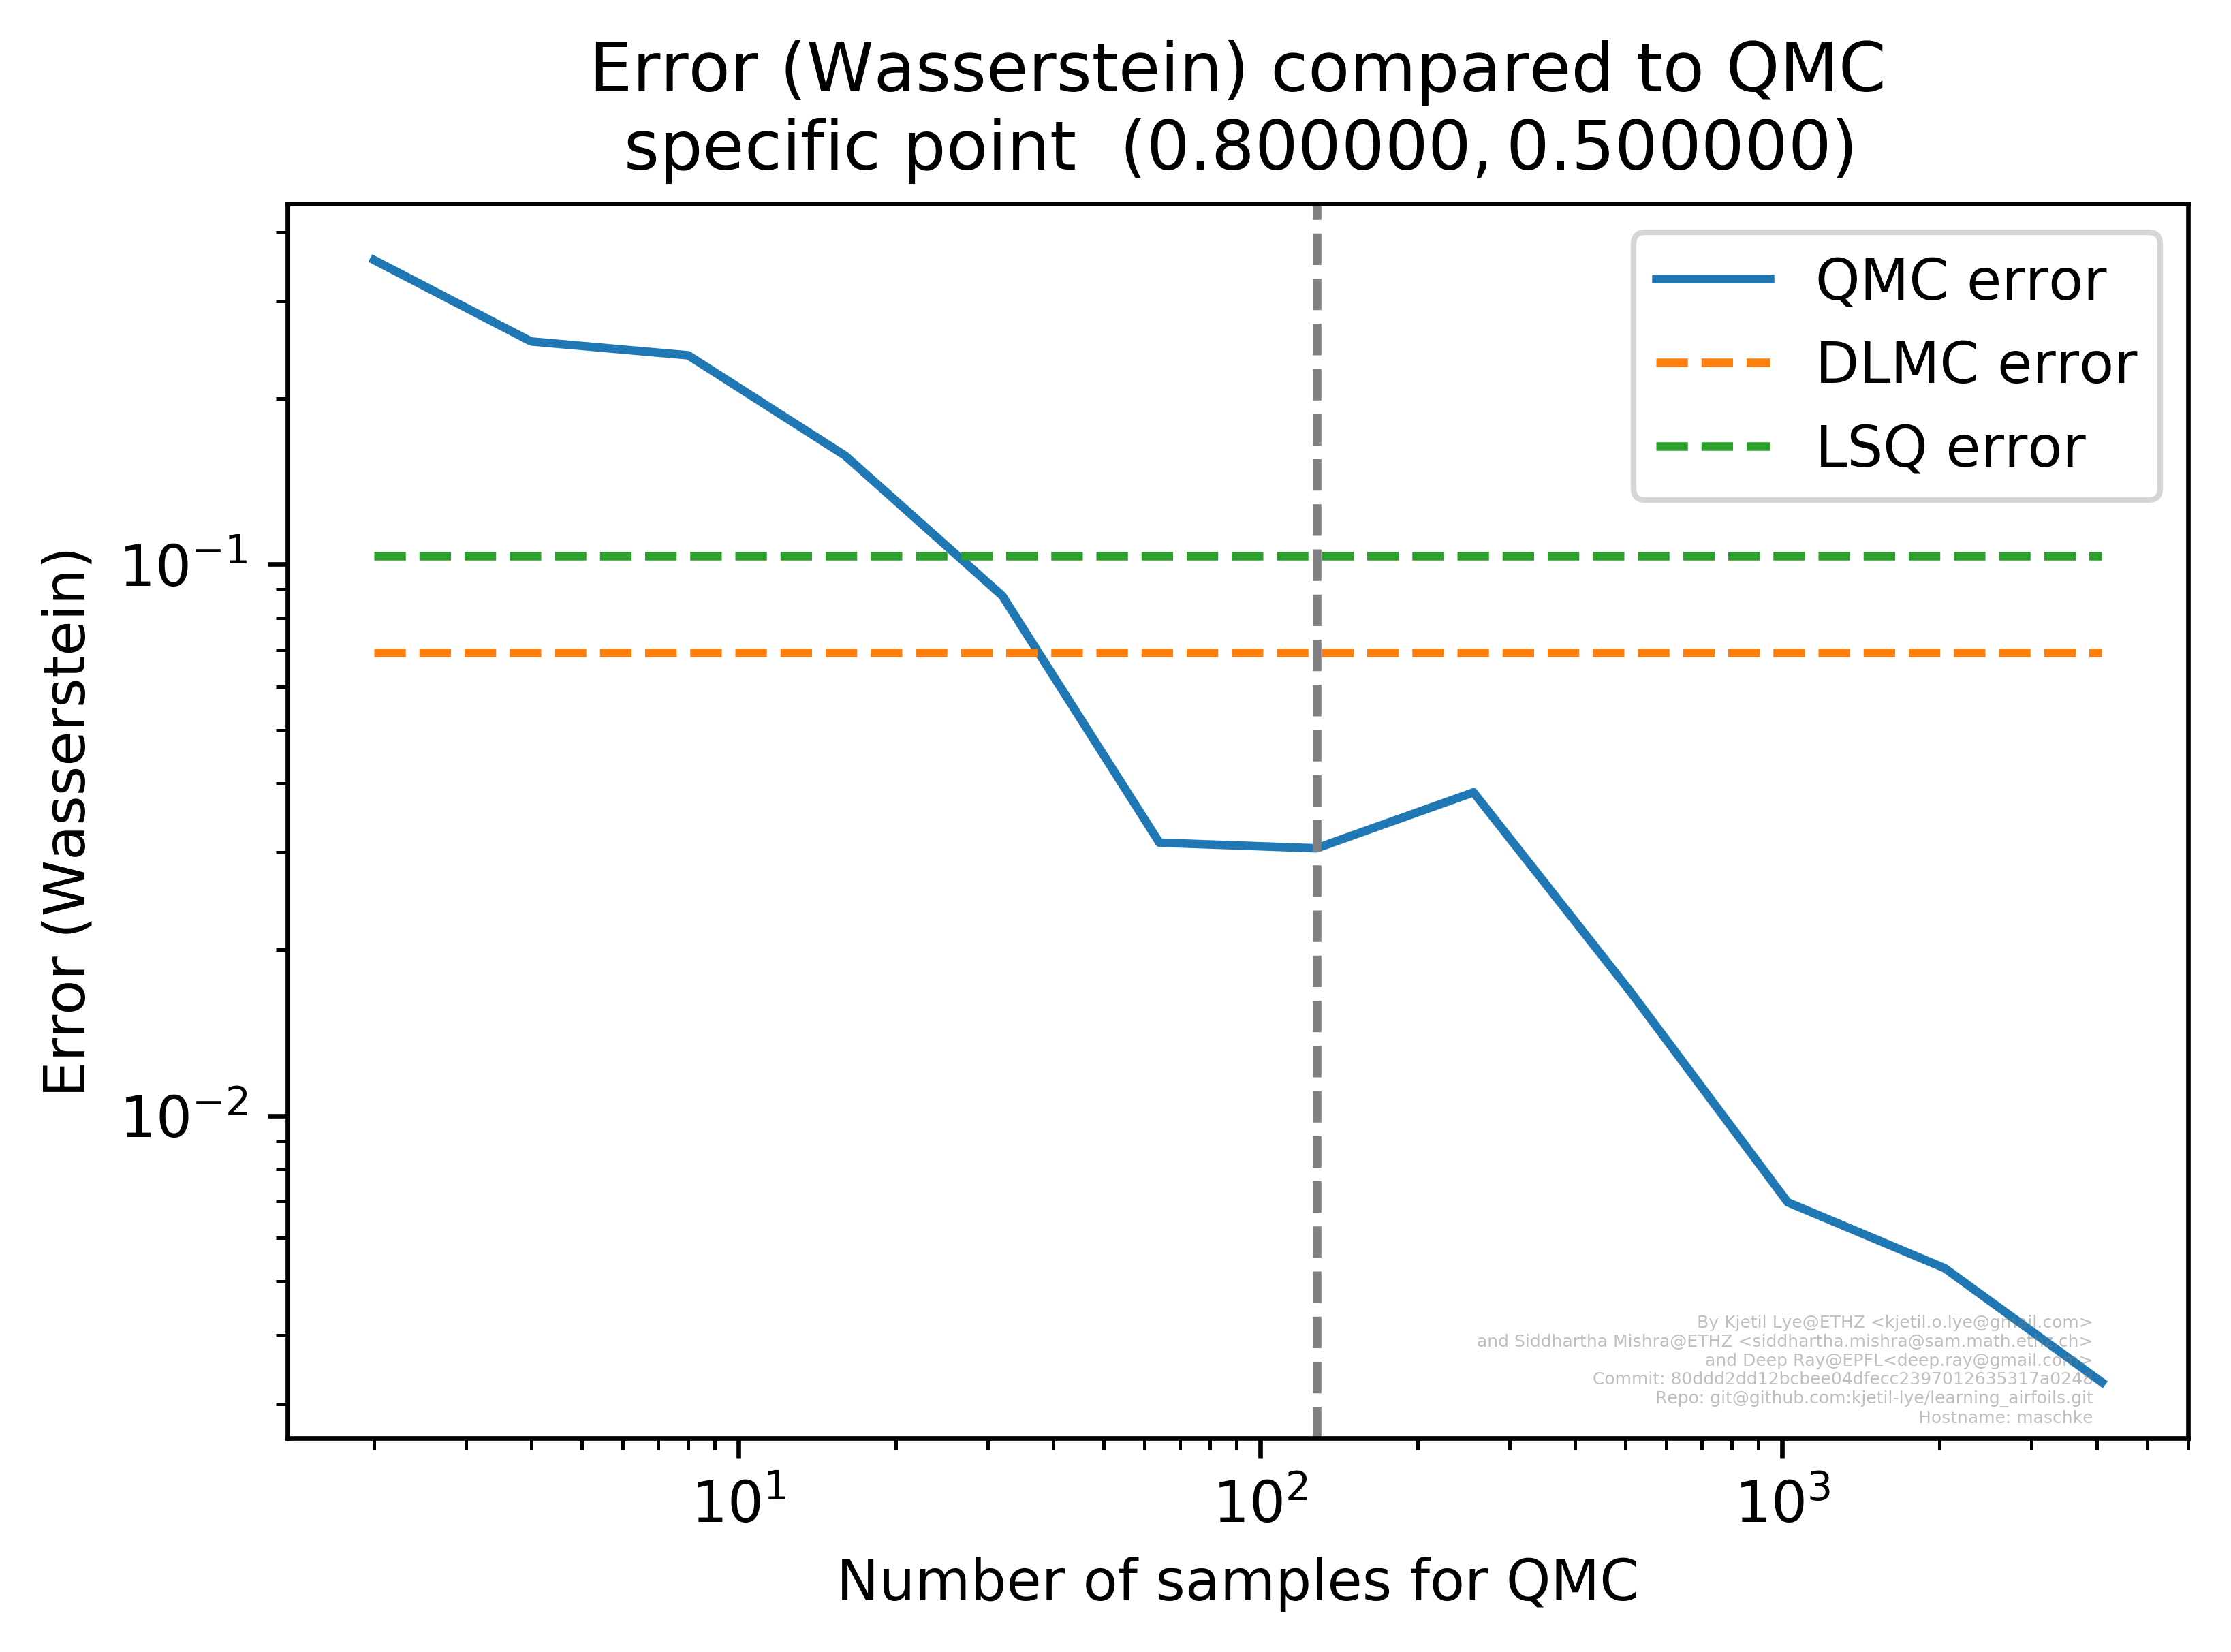 Error (Wasserstein) compared to QMC
specific point (0.800000, 0.500000)
QMC error
DLMC error
LSQ error
Error (Wasserstein)
10⁻¹
10⁻²
10¹
10²
10³
Number of samples for QMC
By Kjetil Lye@ETHZ <kjetil.o.lye@gmail.com>
and Siddhartha Mishra@ETHZ <siddhartha.mishra@sam.math.ethz.ch>
and Deep Ray@EPFL<deep.ray@gmail.com>
Commit: 80ddd2dd12bcbee04dfecc2397012635317a0248
Repo: git@github.com:kjetil-lye/learning_airfoils.git
Hostname: maschke